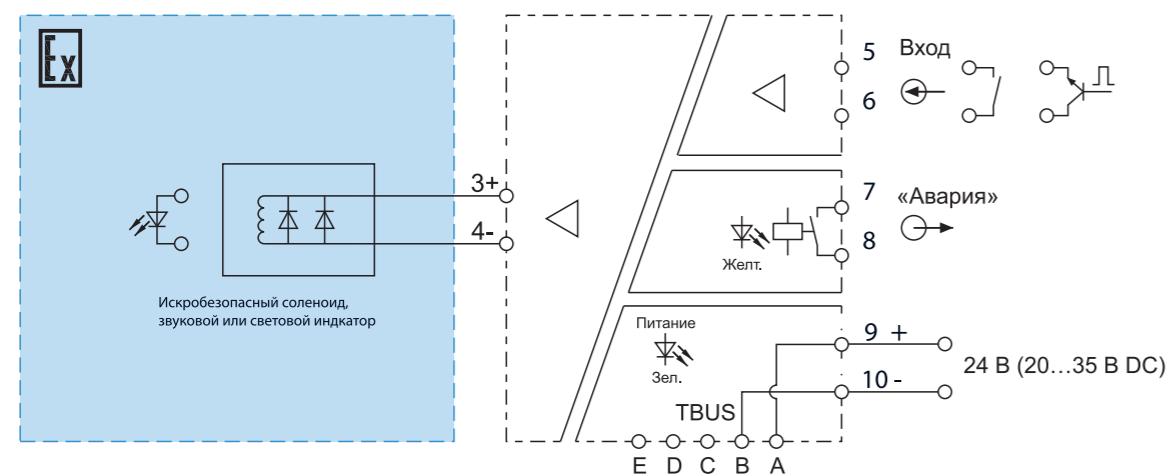 Ex
5
Вход
6
3+
4-
7
«Авария»
8
Желт.
Искробезопасный соленоид,
звуковой или световой индкатор
Питание
Зел.
9 +
24 В (20...35 В DC)
10 -
TBUS
E D C B A